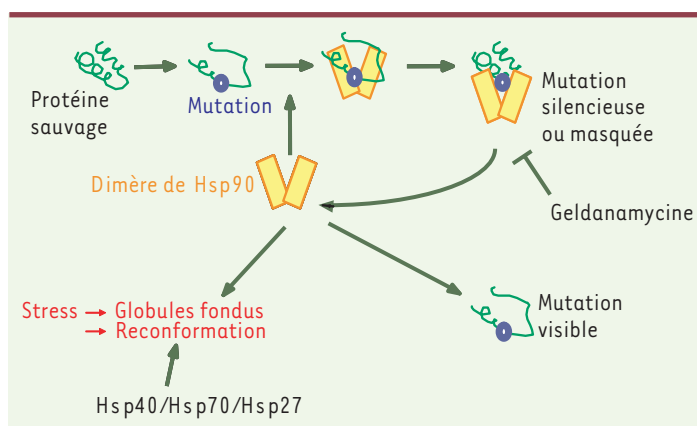 Protéine
sauvage
Mutation
Mutation
silencieuse
ou masquée
Dimère de Hsp90
Geldanamycine
Stress → Globules fondus
→ Reconformation
Mutation
visible
Hsp40/Hsp70/Hsp27